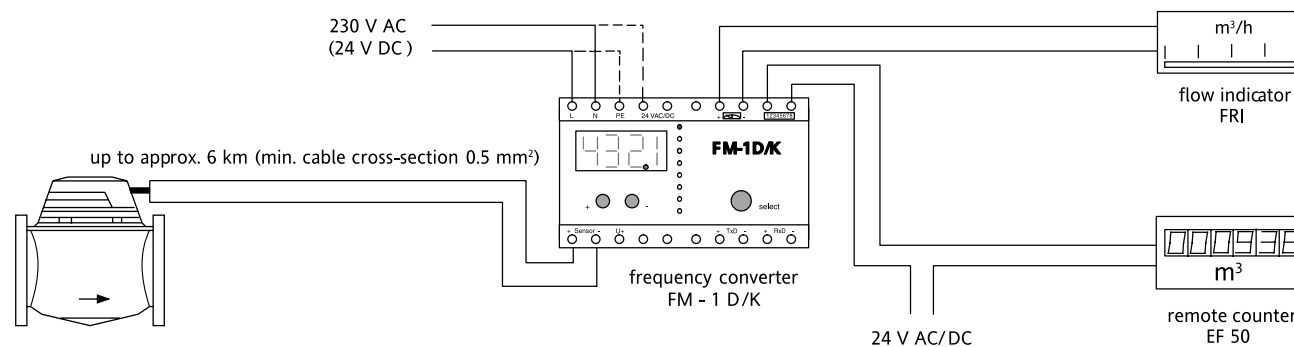 230 V AC
(24 V DC)
m³/h
flow indicator
FRI
L N PE 24 VAC/DC + - 12345678
4321.
FM-1D/K
+ - select
+ Sensor - U+ + TxD - + RxD -
up to approx. 6 km (min. cable cross-section 0.5 mm²)
frequency converter
FM - 1 D/K
m³
remote counter
EF 50
24 V AC/DC